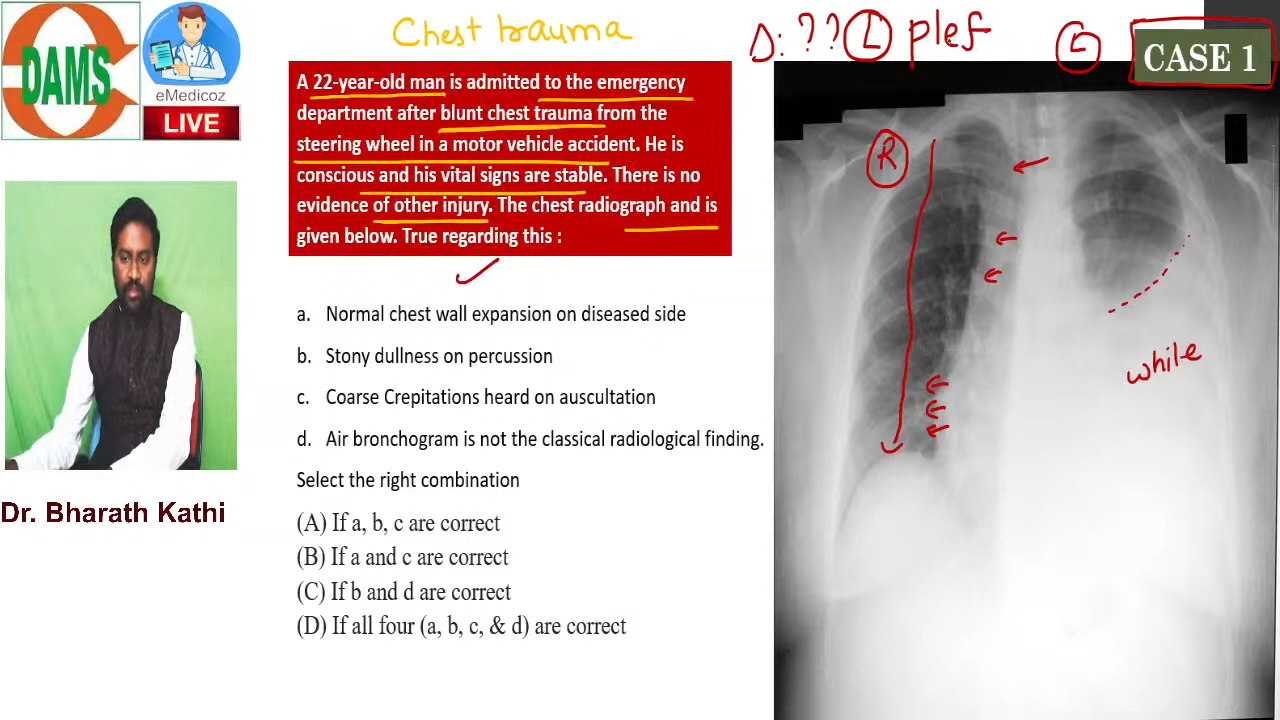 DAMS
eMedicoz
LIVE
Dr. Bharath Kathi
Chest trauma
A 22-year-old man is admitted to the emergency
department after blunt chest trauma from the
steering wheel in a motor vehicle accident. He is
conscious and his vital signs are stable. There is no
evidence of other injury. The chest radiograph and is
given below. True regarding this :
a. Normal chest wall expansion on diseased side
b. Stony dullness on percussion
c. Coarse Crepitations heard on auscultation
d. Air bronchogram is not the classical radiological finding.
Select the right combination
(A) If a, b, c are correct
(B) If a and c are correct
(C) If b and d are correct
(D) If all four (a, b, c, & d) are correct
D: ?? L plef
CASE 1
R
while